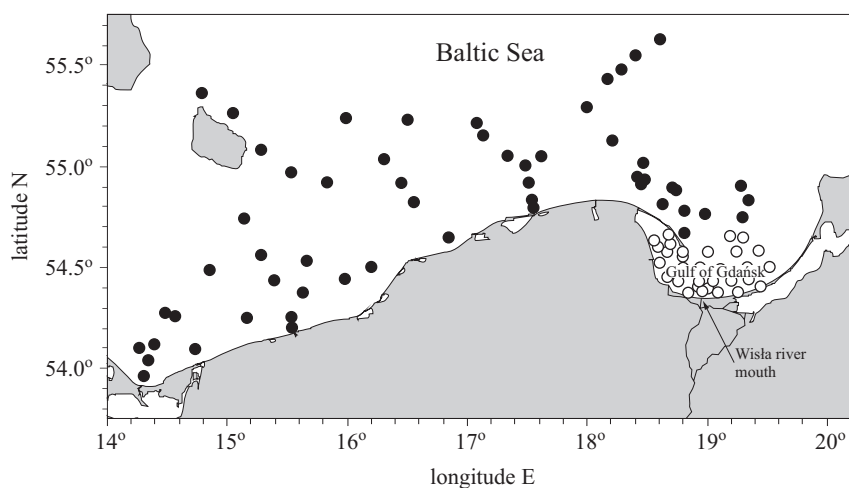 Baltic Sea
55.5°
55.0°
54.5°
54.0°
latitude N
Gulf of Gdańsk
Wisła river
mouth
14° 15° 16° 17° 18° 19° 20°
longitude E